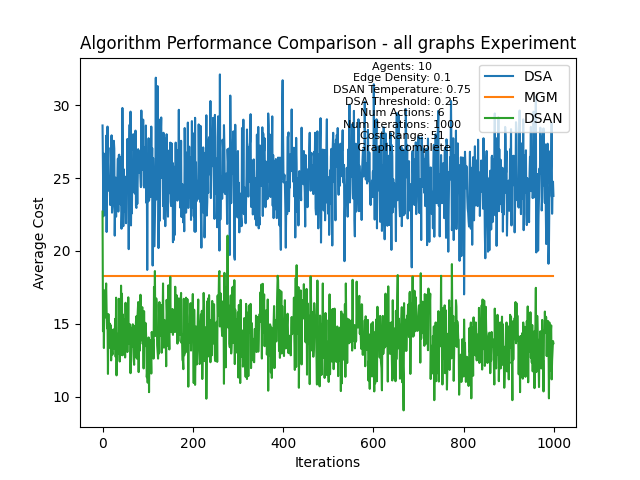 Algorithm Performance Comparison - all graphs Experiment
Agents: 10
Edge Density: 0.1
DSAN Temperature: 0.75
DSA Threshold: 0.25
Num Actions: 6
Num Iterations: 1000
Cost Range: 51
Graph: complete
DSA
MGM
DSAN
Average Cost
30
25
20
15
10
0
200
400
600
800
1000
Iterations